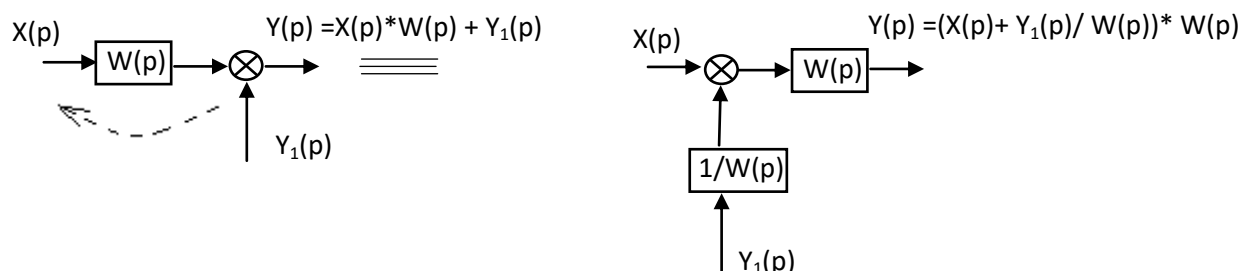 X(p)
W(p)
Y(p) =X(p)*W(p) + Y₁(p)
Y₁(p)
X(p)
W(p)
Y(p) =(X(p)+ Y₁(p)/ W(p))* W(p)
1/W(p)
Y₁(p)